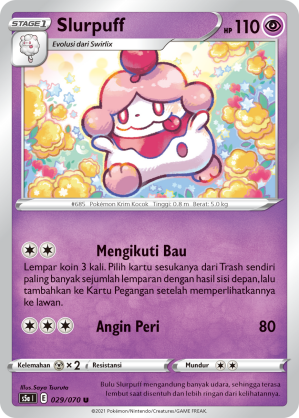 STAGE 1
Slurpuff
HP 110
Evolusi dari Swirlix
#685 Pokémon Krim Kocok Tinggi: 0.8 m Berat: 5.0 kg
Mengikuti Bau
Lempar koin 3 kali. Pilih kartu sesukanya dari Trash sendiri
paling banyak sejumlah lemparan dengan hasil sisi depan, lalu
tambahkan ke Kartu Pegangan setelah memperlihatkannya
ke lawan.
Angin Peri 80
Kelemahan × 2 Resistansi Mundur
Illus. Saya Tsuruta
s5a I E 029/070 U
Bulu Slurpuff mengandung banyak udara, sehingga terasa
lembut saat disentuh dan lebih ringan dari kelihatannya.
©2021 Pokémon/Nintendo/Creatures/GAME FREAK